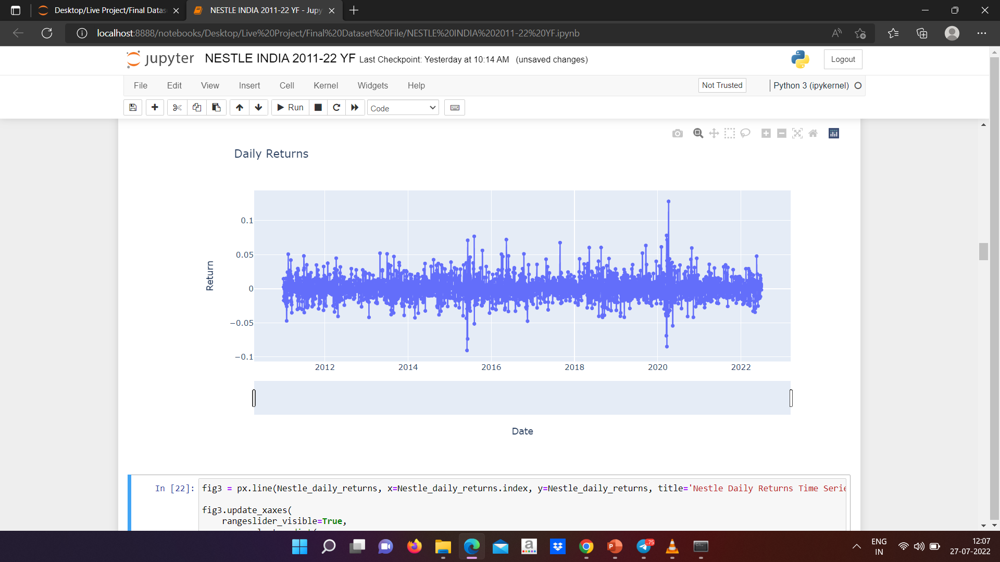 Desktop/Live Project/Final Datas
NESTLE INDIA 2011-22 YF - Jupy
localhost:8888/notebooks/Desktop/Live%20Project/Final%20Dataset%20File/NESTLE%20INDIA%202011-22%20YF.ipynb
jupyter NESTLE INDIA 2011-22 YF Last Checkpoint: Yesterday at 10:14 AM (unsaved changes)
Logout
File Edit View Insert Cell Kernel Widgets Help
Not Trusted
Python 3 (ipykernel)
Run
Code
Daily Returns
0.1
0.05
0
−0.05
−0.1
Return
2012 2014 2016 2018 2020 2022
Date
In [22]: fig3 = px.line(Nestle_daily_returns, x=Nestle_daily_returns.index, y=Nestle_daily_returns, title='Nestle Daily Returns Time Serie
fig3.update_xaxes(
rangeslider_visible=True,
.75
ENG
IN
12:07
27-07-2022